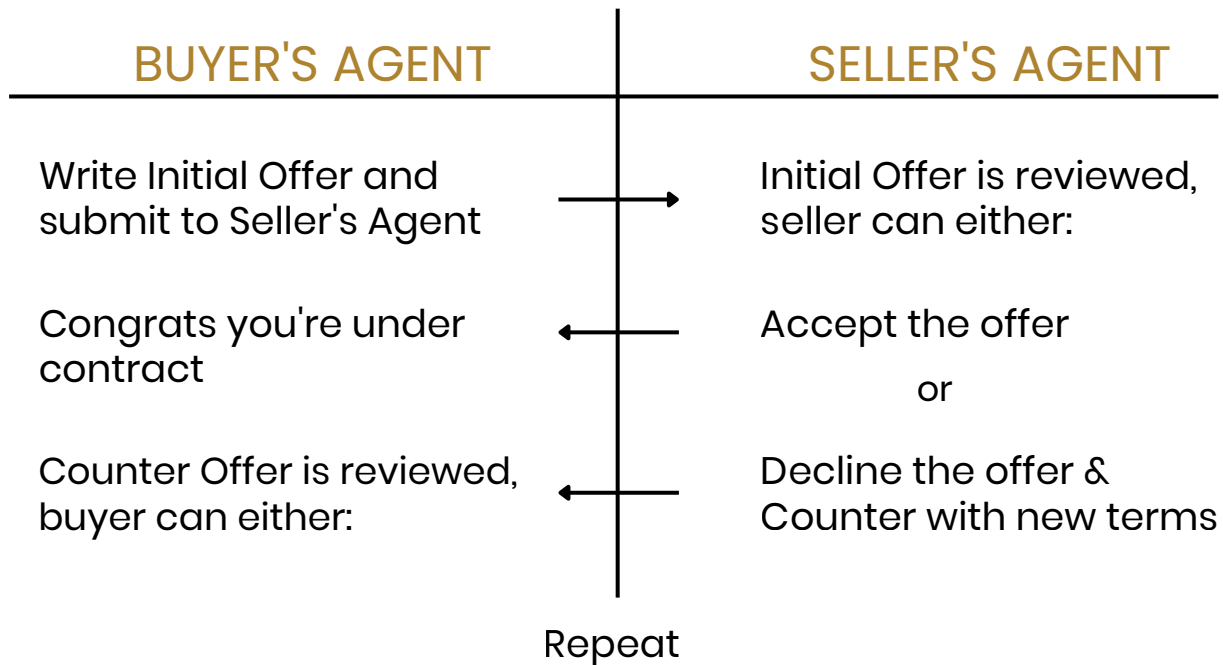 BUYER'S AGENT
SELLER'S AGENT
Write Initial Offer and
submit to Seller's Agent
Initial Offer is reviewed,
seller can either:
Congrats you're under
contract
Accept the offer
or
Counter Offer is reviewed,
buyer can either:
Decline the offer &
Counter with new terms
Repeat